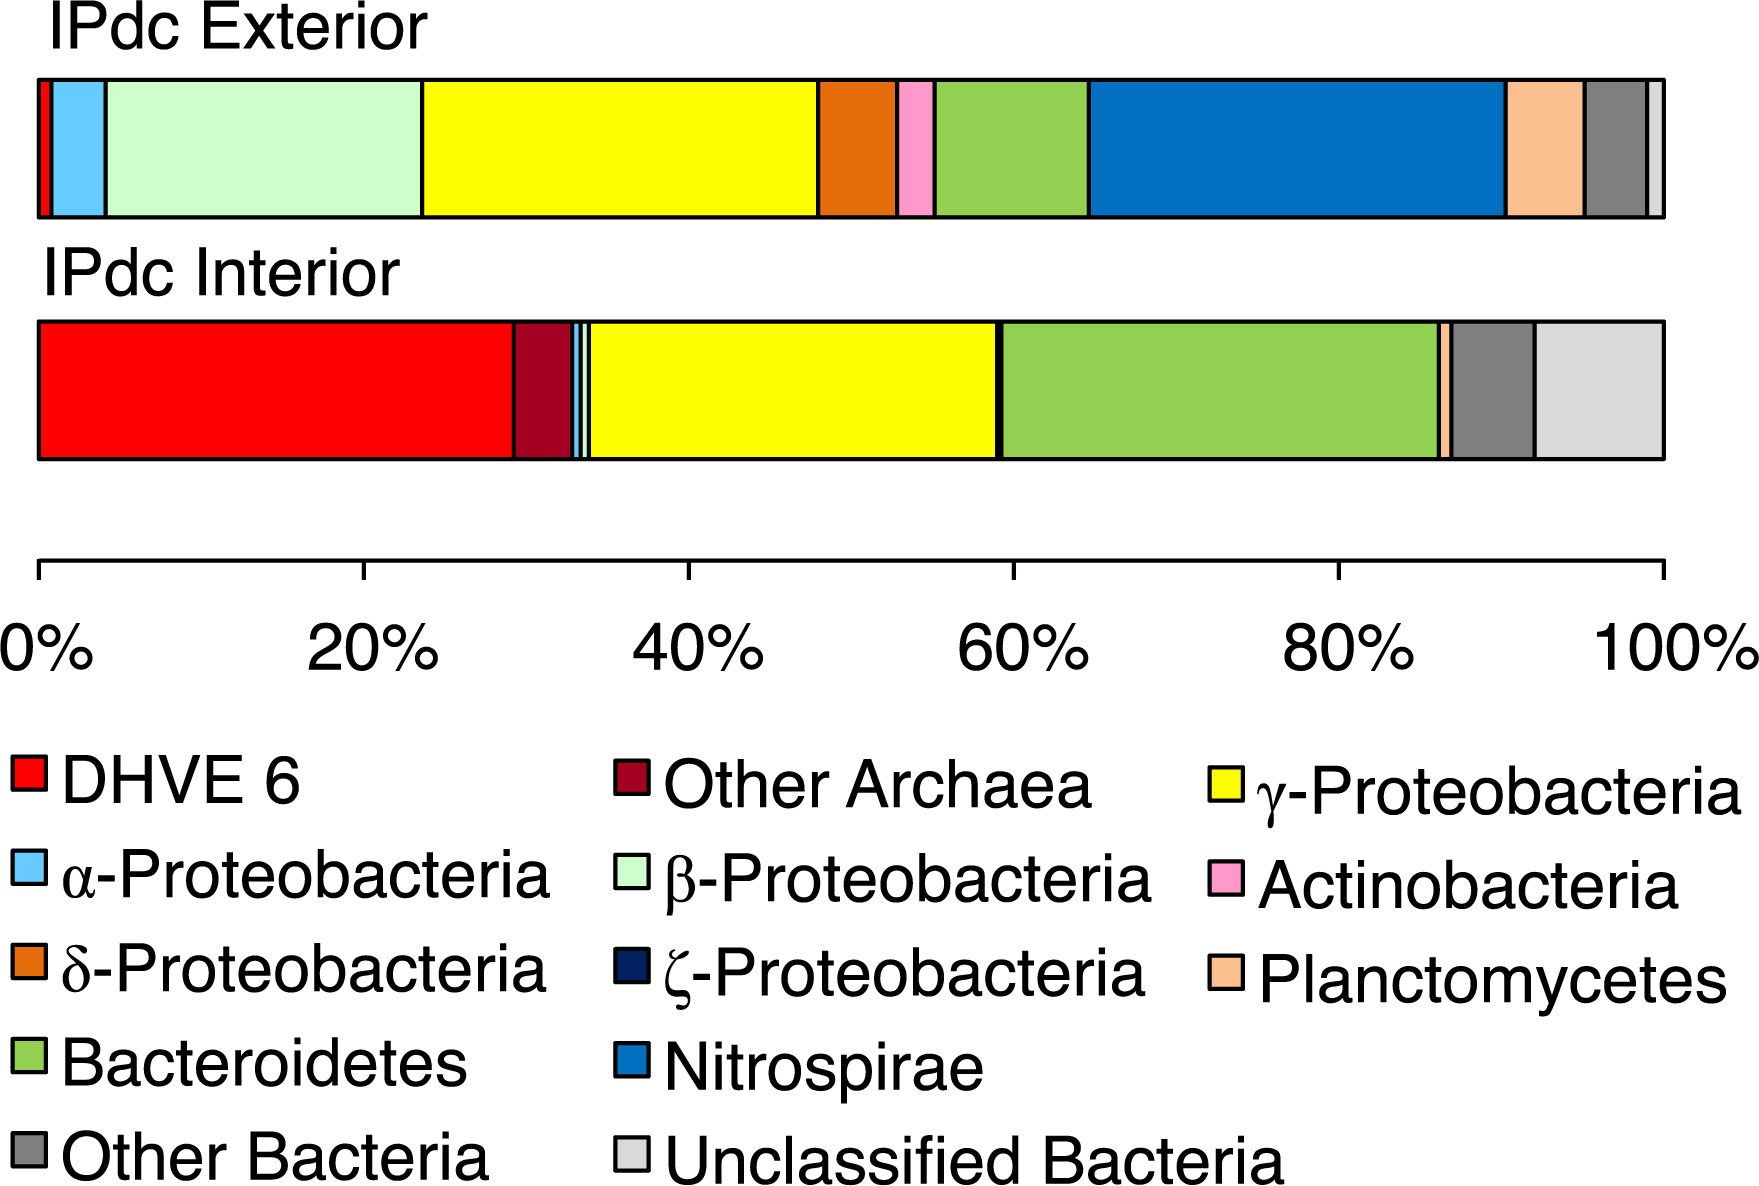 IPdc Exterior
IPdc Interior
0% 20% 40% 60% 80% 100%
DHVE 6 Other Archaea γ-Proteobacteria
α-Proteobacteria β-Proteobacteria Actinobacteria
δ-Proteobacteria ζ-Proteobacteria Planctomycetes
Bacteroidetes Nitrospirae
Other Bacteria Unclassified Bacteria